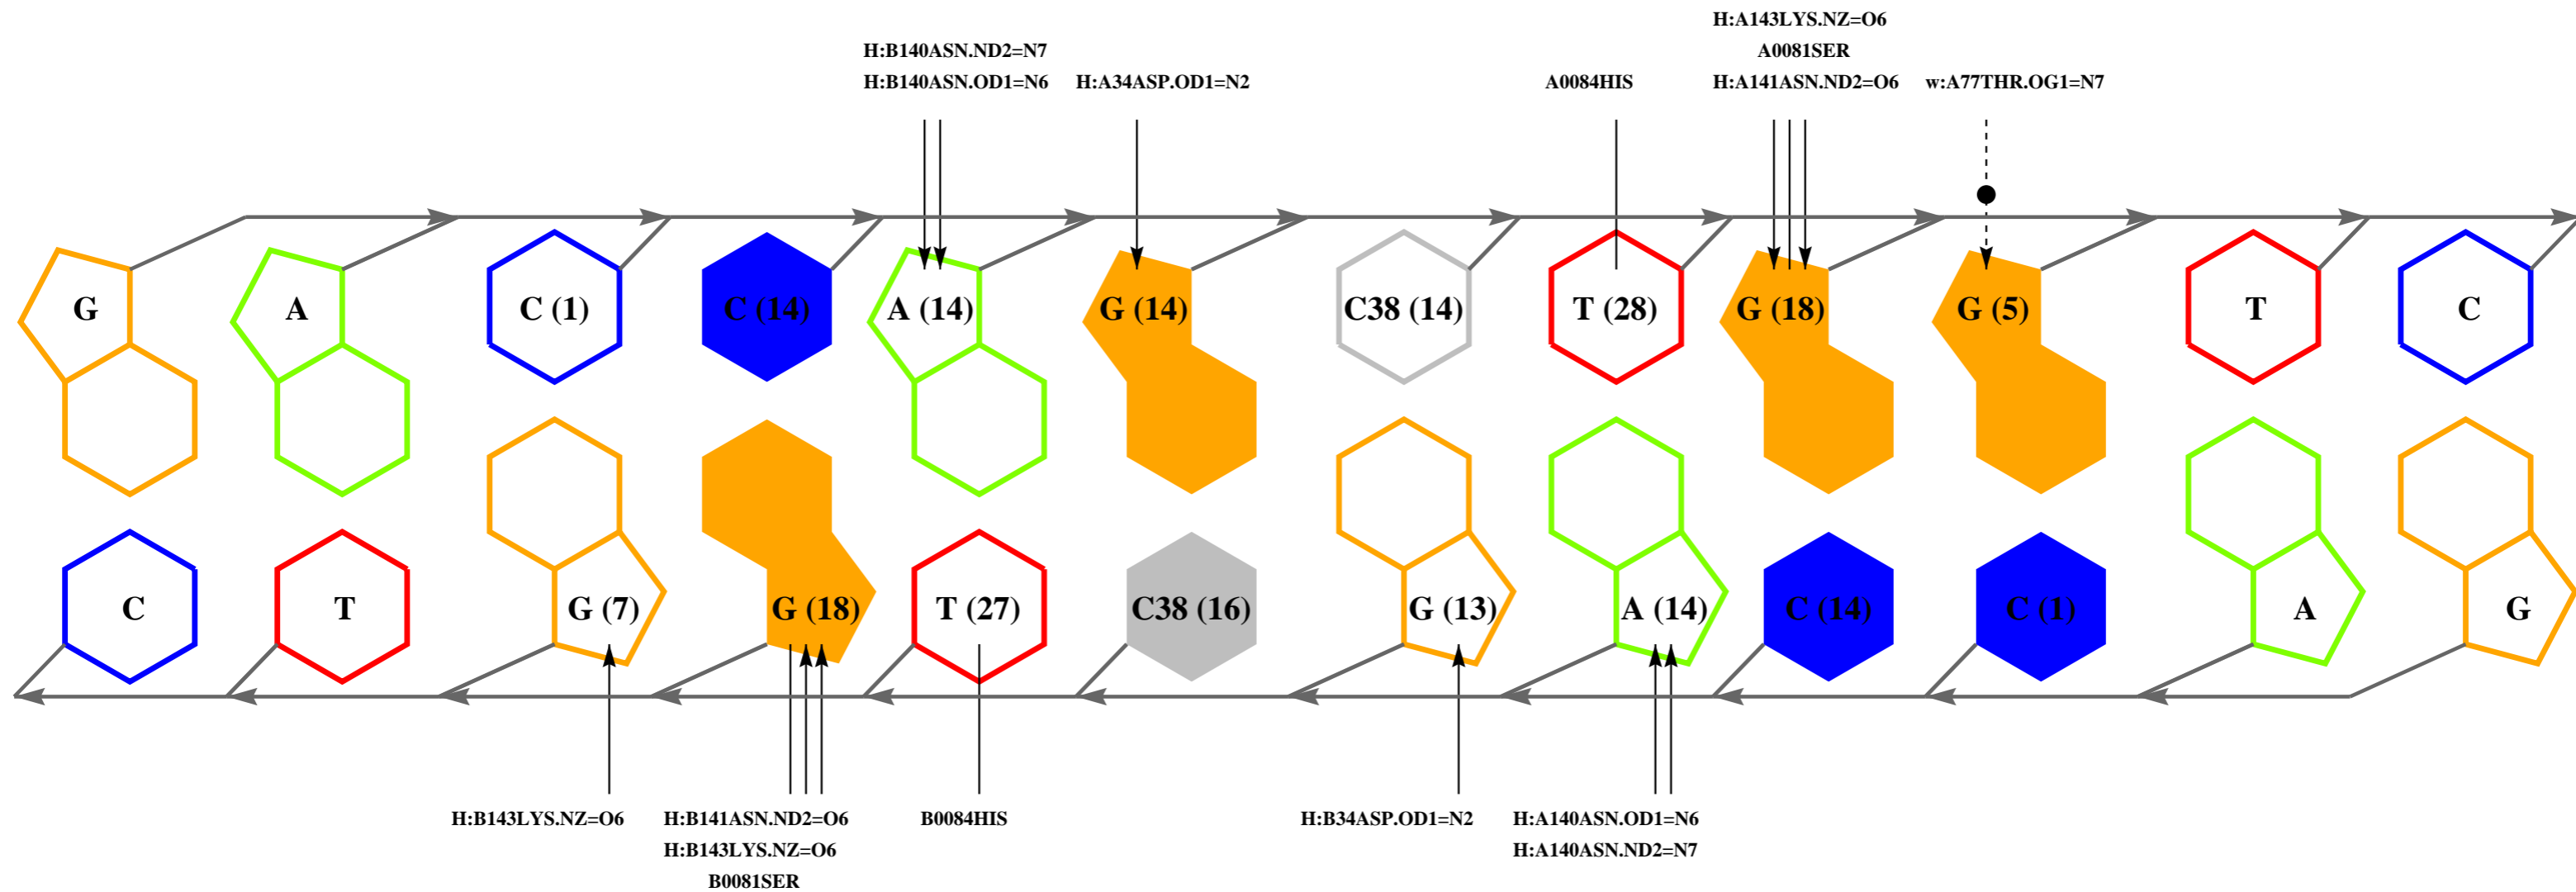 H:A143LYS.NZ=O6
H:B140ASN.ND2=N7
A0081SER
H:B140ASN.OD1=N6
H:A34ASP.OD1=N2
A0084HIS
H:A141ASN.ND2=O6
w:A77THR.OG1=N7
G
A
C (1)
C (14)
A (14)
G (14)
C38 (14)
T (28)
G (18)
G (5)
T
C
C
T
G (7)
G (18)
T (27)
C38 (16)
G (13)
A (14)
C (14)
C (1)
A
G
H:B143LYS.NZ=O6
H:B141ASN.ND2=O6
B0084HIS
H:B34ASP.OD1=N2
H:A140ASN.OD1=N6
H:B143LYS.NZ=O6
H:A140ASN.ND2=N7
B0081SER